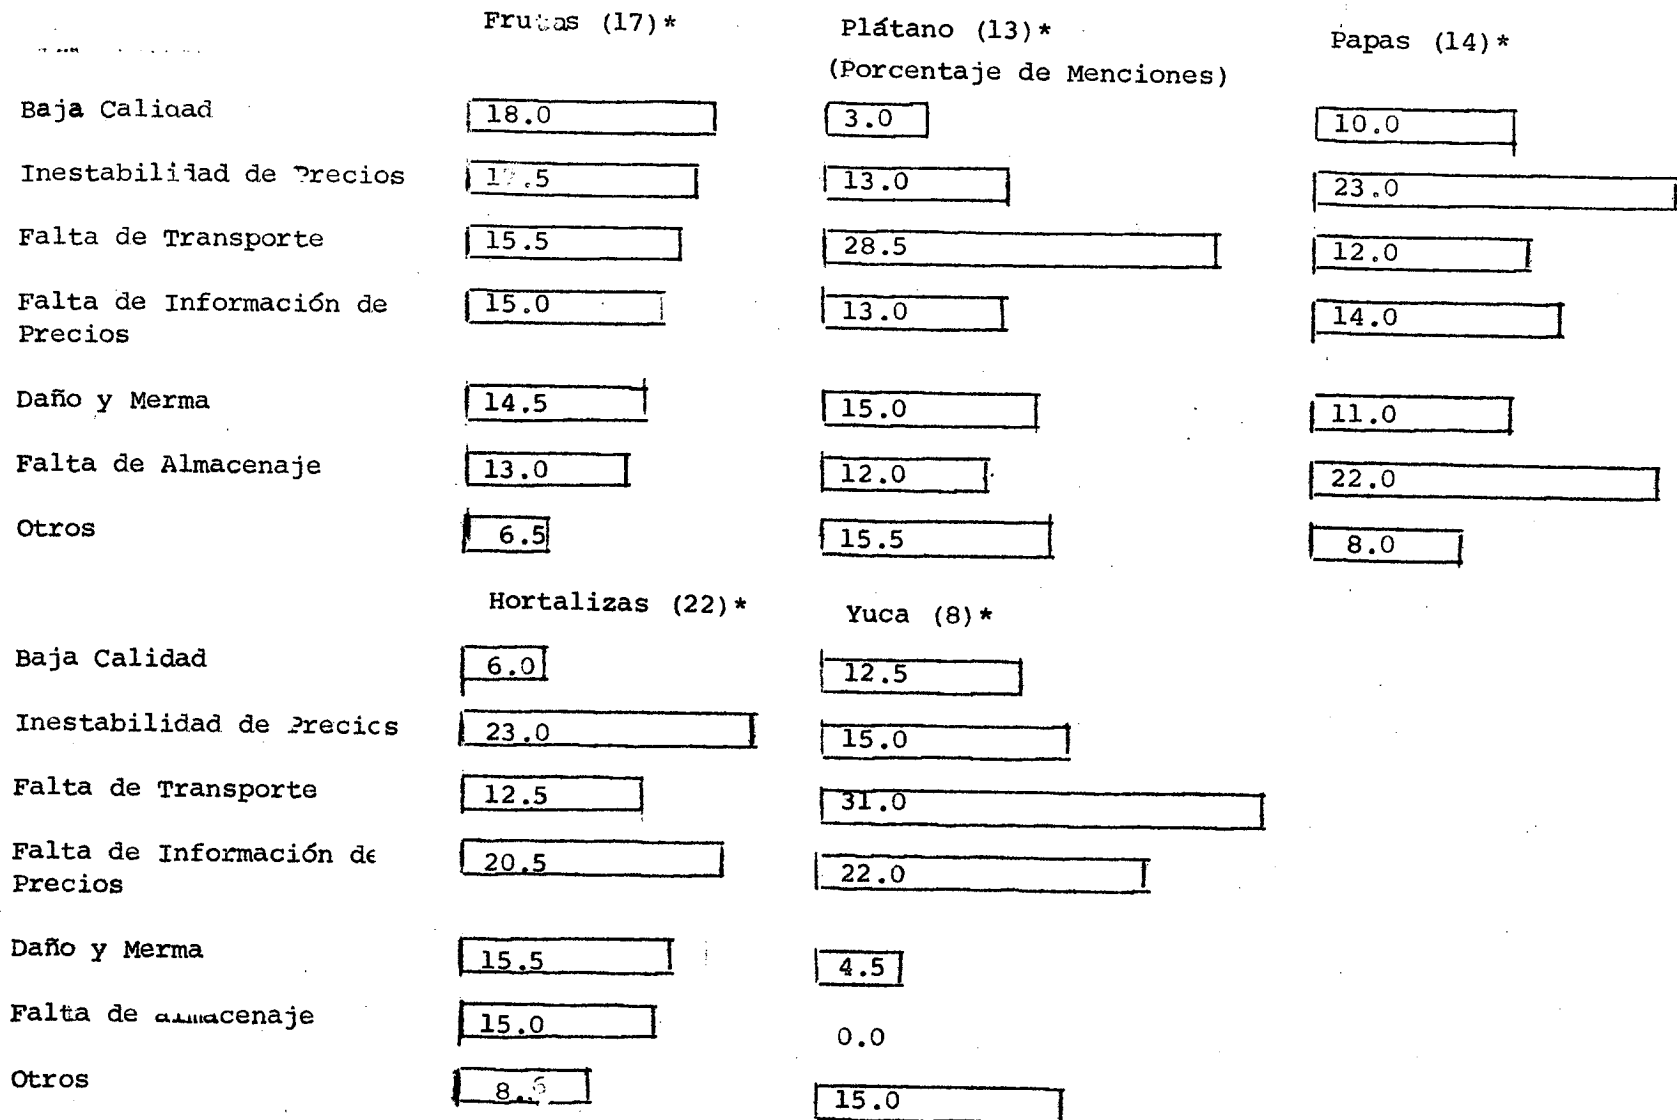 Frutas (17)* Plátano (13)* Papas (14)*
(Porcentaje de Menciones)
Baja Calidad 18.0 3.0 10.0
Inestabilidad de Precios 13.0 23.0
Falta de Transporte 15.5 28.5 12.0
Falta de Información de 15.0 13.0 14.0
Precios
Daño y Merma 14.5 15.0 11.0
Falta de Almacenaje 13.0 12.0 22.0
Otros 6.5 15.5 8.0
Hortalizas (22)* Yuca (8)*
Baja Calidad 6.0 12.5
Inestabilidad de Precios 23.0 15.0
Falta de Transporte 12.5 31.0
Falta de Información de 20.5 22.0
Precios
Daño y Merma 15.5 4.5
Falta de almacenaje 15.0 0.0
Otros 15.0